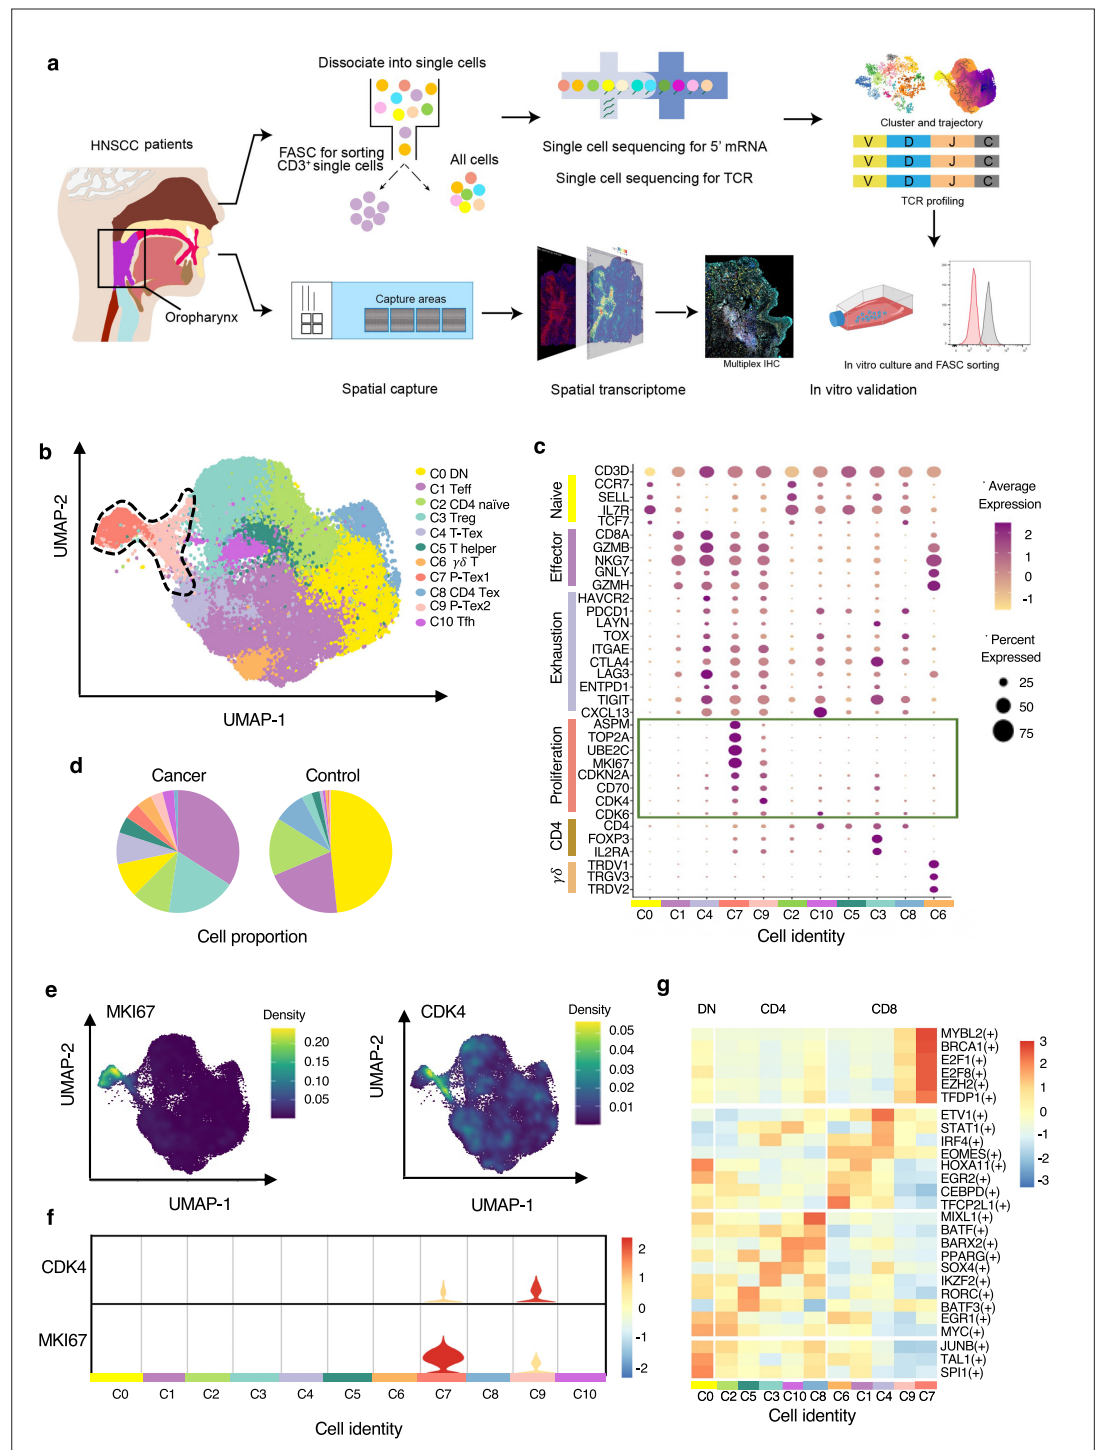 a
Dissociate into single cells
HNSCC patients
FASC for sorting
CD3⁺ single cells
All cells
Single cell sequencing for 5' mRNA
Single cell sequencing for TCR
Cluster and trajectory
V D J C
V D J C
V D J C
TCR profiling
Oropharynx
Capture areas
Multiplex IHC
In vitro culture and FASC sorting
Spatial capture
Spatial transcriptome
In vitro validation
b
UMAP-2
UMAP-1
C0 DN
C1 Teff
C2 CD4 naïve
C3 Treg
C4 T-Tex
C5 T helper
C6 γδ T
C7 P-Tex1
C8 CD4 Tex
C9 P-Tex2
C10 Tfh
c
Naïve
CD3D
CCR7
SELL
IL7R
TCF7
Effector
CD8A
GZMB
NKG7
GNLY
GZMH
Exhaustion
HAVCR2
PDCD1
LAYN
TOX
ITGAE
CTLA4
LAG3
ENTPD1
TIGIT
CXCL13
Proliferation
ASPM
TOP2A
UBE2C
MKI67
CDKN2A
CD70
CDK4
CDK6
CD4
CD4
FOXP3
IL2RA
γδ
TRDV1
TRGV3
TRDV2
C0 C1 C4 C7 C9 C2 C10 C5 C3 C8 C6
Cell identity
Average
Expression
2
1
0
-1
Percent
Expressed
25
50
75
d
Cancer
Control
Cell proportion
e
MKI67
Density
0.20
0.15
0.10
0.05
UMAP-2
UMAP-1
CDK4
Density
0.05
0.04
0.03
0.02
0.01
UMAP-2
UMAP-1
f
CDK4
MKI67
2
1
0
-1
-2
C0 C1 C2 C3 C4 C5 C6 C7 C8 C9 C10
Cell identity
g
DN CD4 CD8
MYBL2(+)
BRCA1(+)
E2F1(+)
E2F8(+)
EZH2(+)
TFDP1(+)
ETV1(+)
STAT1(+)
IRF4(+)
EOMES(+)
HOXA11(+)
EGR2(+)
CEBPD(+)
TFCP2L1(+)
MIXL1(+)
BATF(+)
BARX2(+)
PPARG(+)
SOX4(+)
IKZF2(+)
RORC(+)
BATF3(+)
EGR1(+)
MYC(+)
JUNB(+)
TAL1(+)
SPI1(+)
3
2
1
0
-1
-2
-3
C0 C2 C5 C3 C10 C8 C6 C1 C4 C9 C7
Cell identity